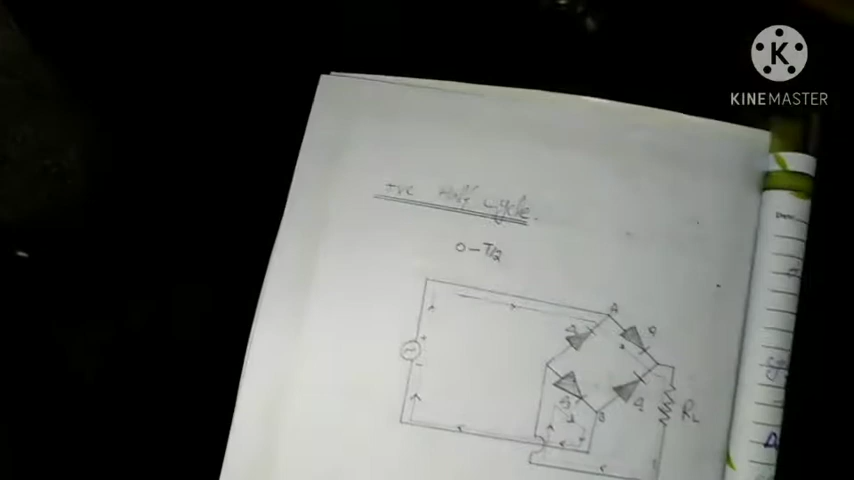 K
KINEMASTER
+ve Half cycle.
0-T/2
A
+
~
-
B
RL